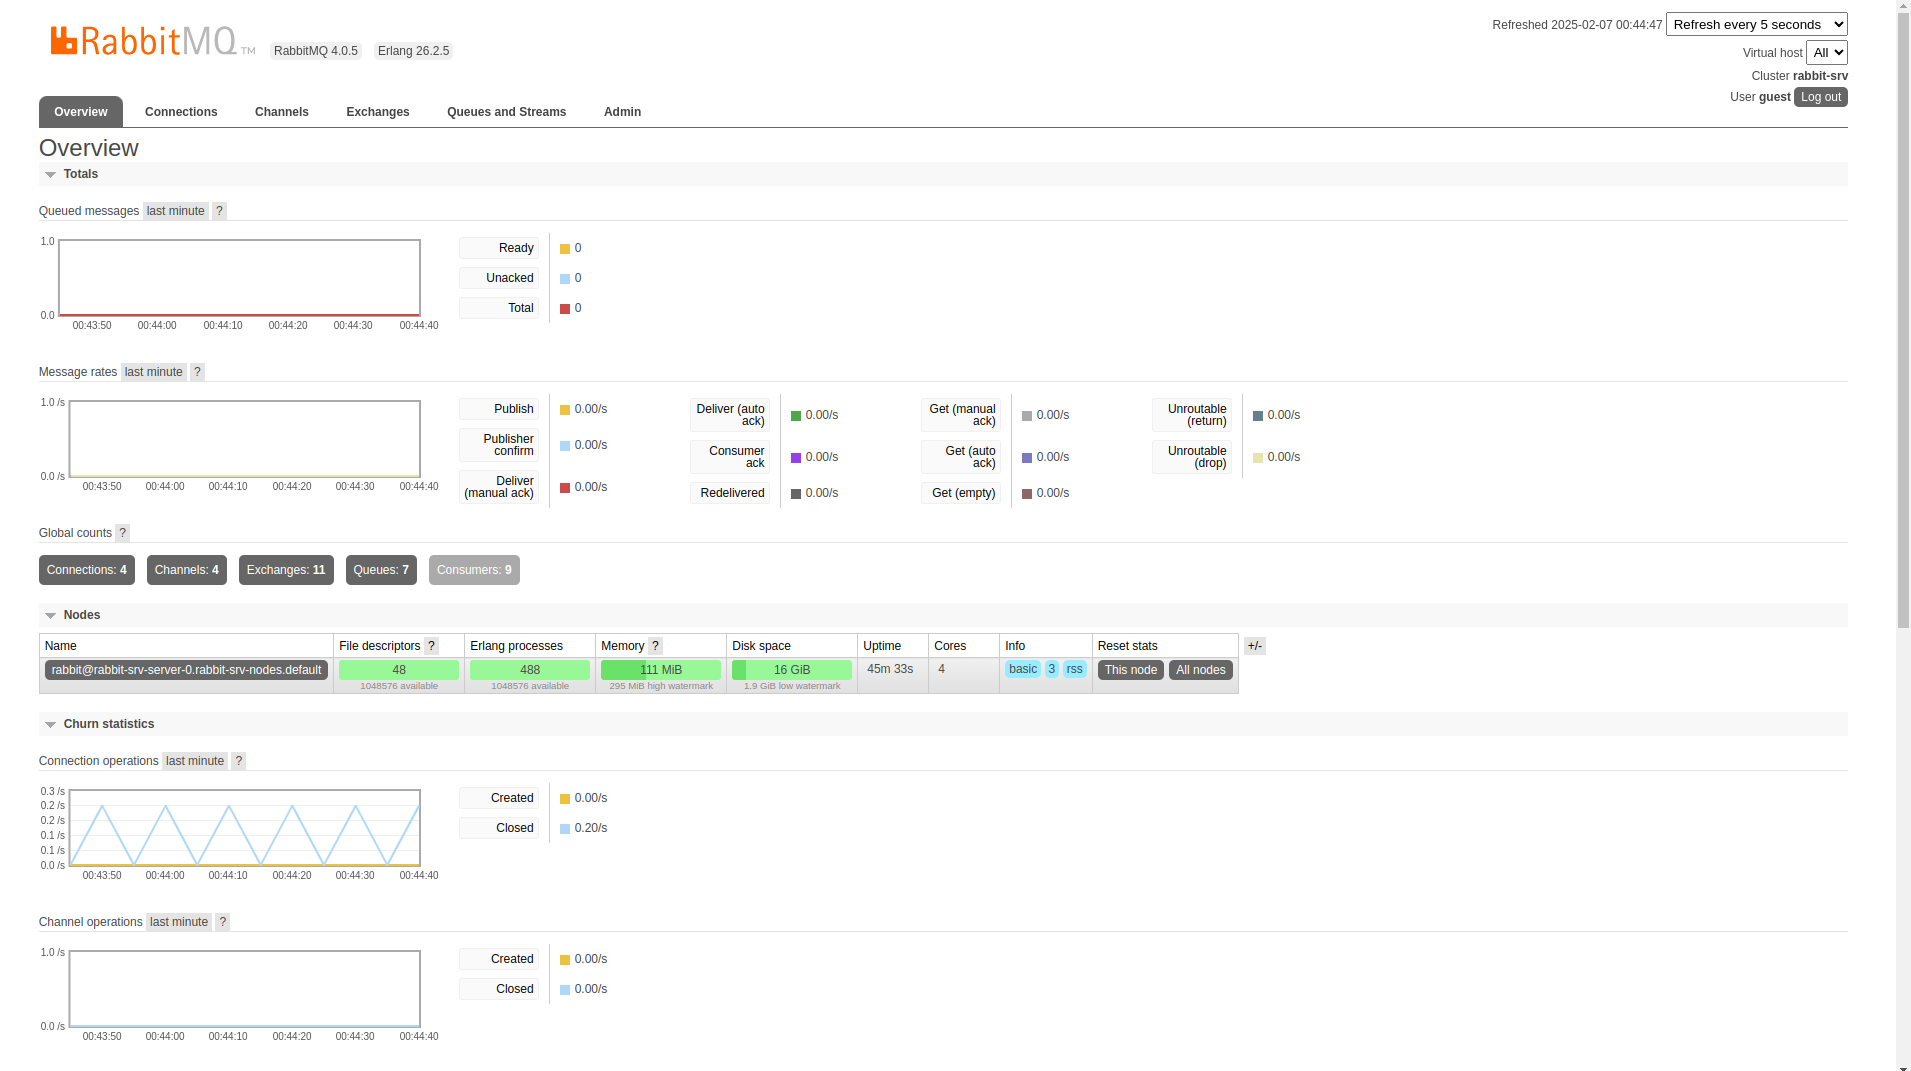 RabbitMQ TM RabbitMQ 4.0.5 Erlang 26.2.5
Refreshed 2025-02-07 00:44:47 Refresh every 5 seconds
Virtual host All
Cluster rabbit-srv
User guest Log out
Overview Connections Channels Exchanges Queues and Streams Admin
Overview
Totals
Queued messages last minute ?
1.0
0.0
00:43:50 00:44:00 00:44:10 00:44:20 00:44:30 00:44:40
Ready 0
Unacked 0
Total 0
Message rates last minute ?
1.0 /s
0.0 /s
00:43:50 00:44:00 00:44:10 00:44:20 00:44:30 00:44:40
Publish 0.00/s
Publisher
confirm 0.00/s
Deliver
(manual ack) 0.00/s
Deliver (auto
ack) 0.00/s
Consumer
ack 0.00/s
Redelivered 0.00/s
Get (manual
ack) 0.00/s
Get (auto
ack) 0.00/s
Get (empty) 0.00/s
Unroutable
(return) 0.00/s
Unroutable
(drop) 0.00/s
Global counts ?
Connections: 4 Channels: 4 Exchanges: 11 Queues: 7 Consumers: 9
Nodes
Name File descriptors ? Erlang processes Memory ? Disk space Uptime Cores Info Reset stats +/-
rabbit@rabbit-srv-server-0.rabbit-srv-nodes.default 48 488 111 MiB 16 GiB 45m 33s 4 basic 3 rss This node All nodes
1048576 available 1048576 available 295 MiB high watermark 1.9 GiB low watermark
Churn statistics
Connection operations last minute ?
0.3 /s
0.2 /s
0.2 /s
0.1 /s
0.1 /s
0.0 /s
00:43:50 00:44:00 00:44:10 00:44:20 00:44:30 00:44:40
Created 0.00/s
Closed 0.20/s
Channel operations last minute ?
1.0 /s
0.0 /s
00:43:50 00:44:00 00:44:10 00:44:20 00:44:30 00:44:40
Created 0.00/s
Closed 0.00/s